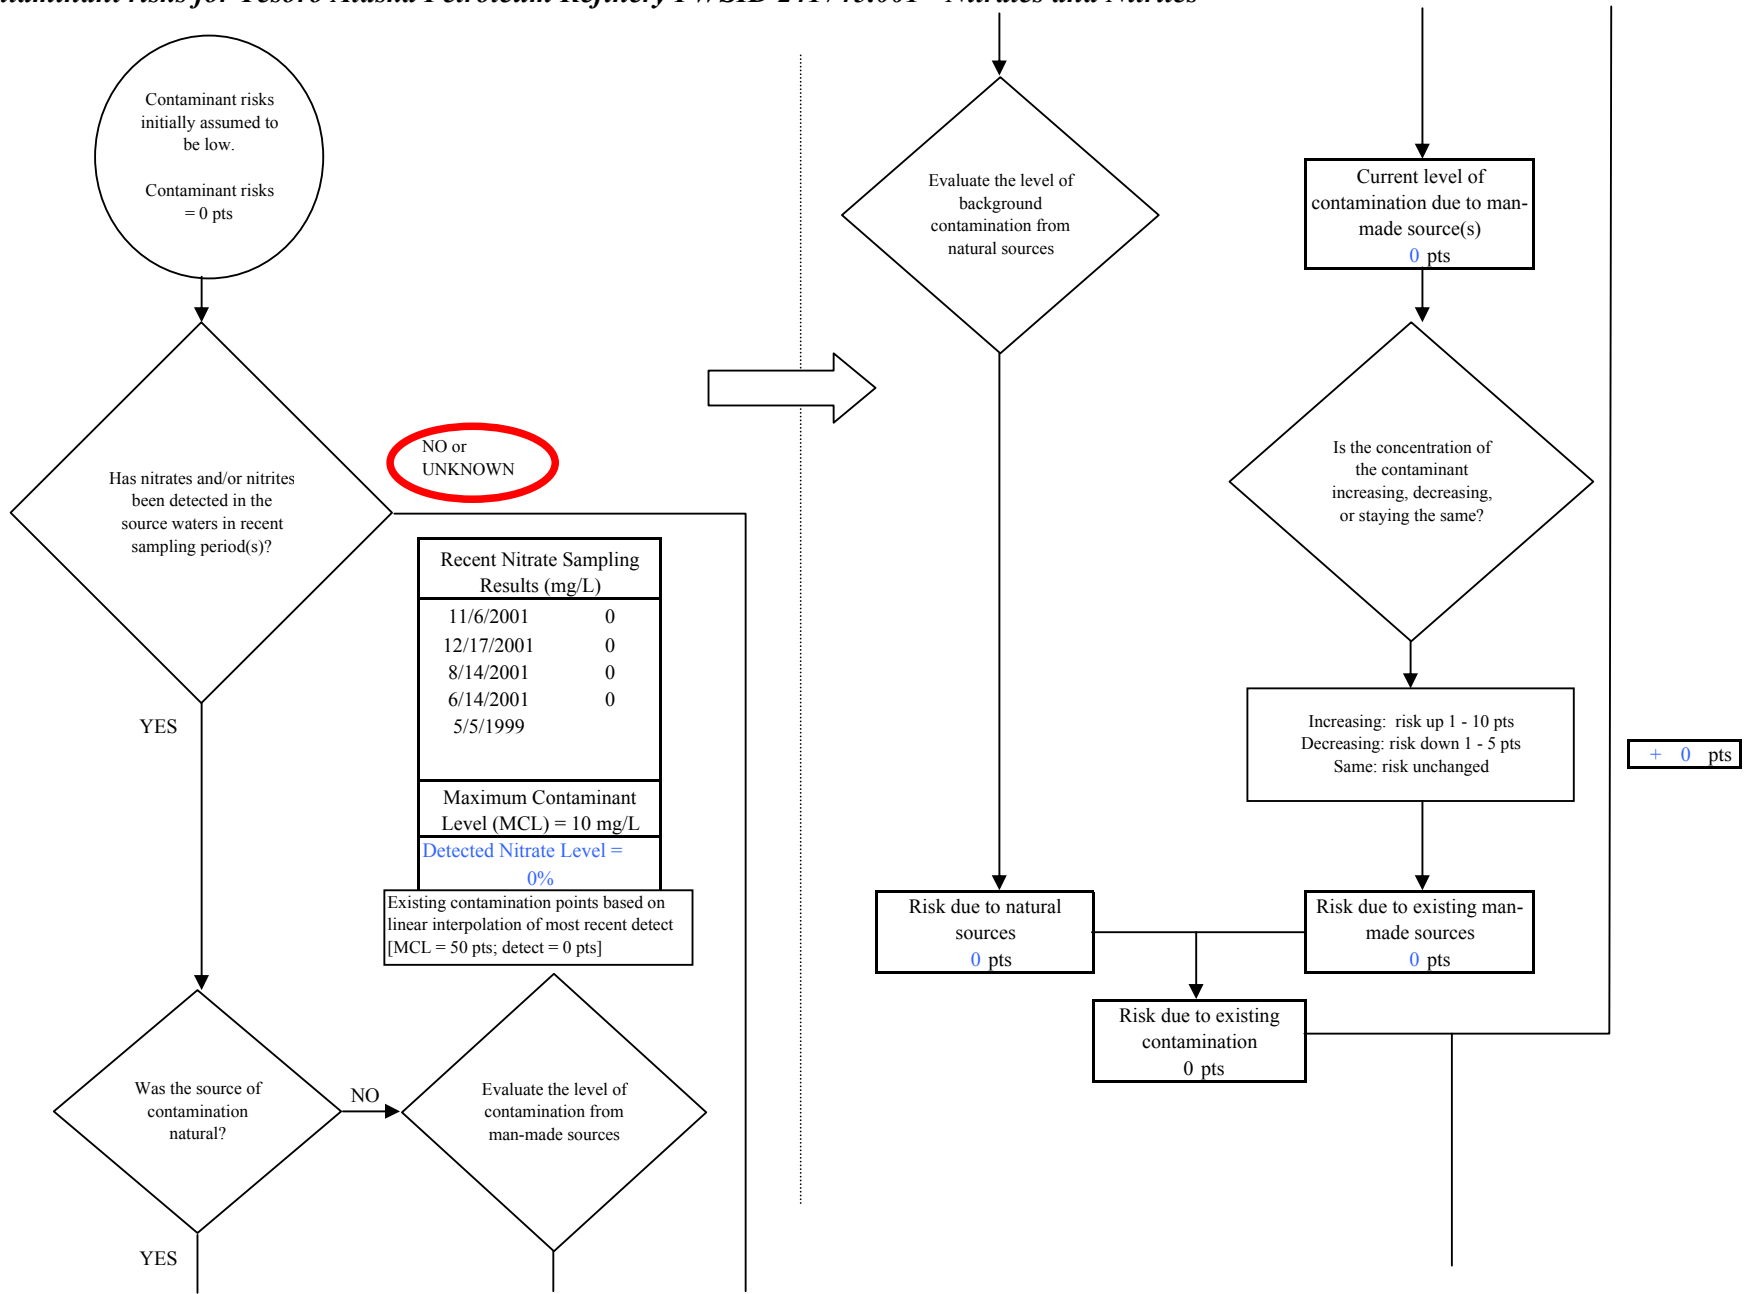 Contaminant risks
initially assumed to
be low.
Contaminant risks
= 0 pts
Has nitrates and/or nitrites
been detected in the
source waters in recent
sampling period(s)?
NO or
UNKNOWN
YES
Recent Nitrate Sampling
Results (mg/L)
11/6/2001 0
12/17/2001 0
8/14/2001 0
6/14/2001 0
5/5/1999
Maximum Contaminant
Level (MCL) = 10 mg/L
Detected Nitrate Level =
0%
Existing contamination points based on
linear interpolation of most recent detect
[MCL = 50 pts; detect = 0 pts]
Was the source of
contamination
natural?
NO
YES
Evaluate the level of
contamination from
man-made sources
Evaluate the level of
background
contamination from
natural sources
Current level of
contamination due to man-
made source(s)
0 pts
Is the concentration of
the contaminant
increasing, decreasing,
or staying the same?
Increasing: risk up 1 - 10 pts
Decreasing: risk down 1 - 5 pts
Same: risk unchanged
+ 0 pts
Risk due to natural
sources
0 pts
Risk due to existing man-
made sources
0 pts
Risk due to existing
contamination
0 pts